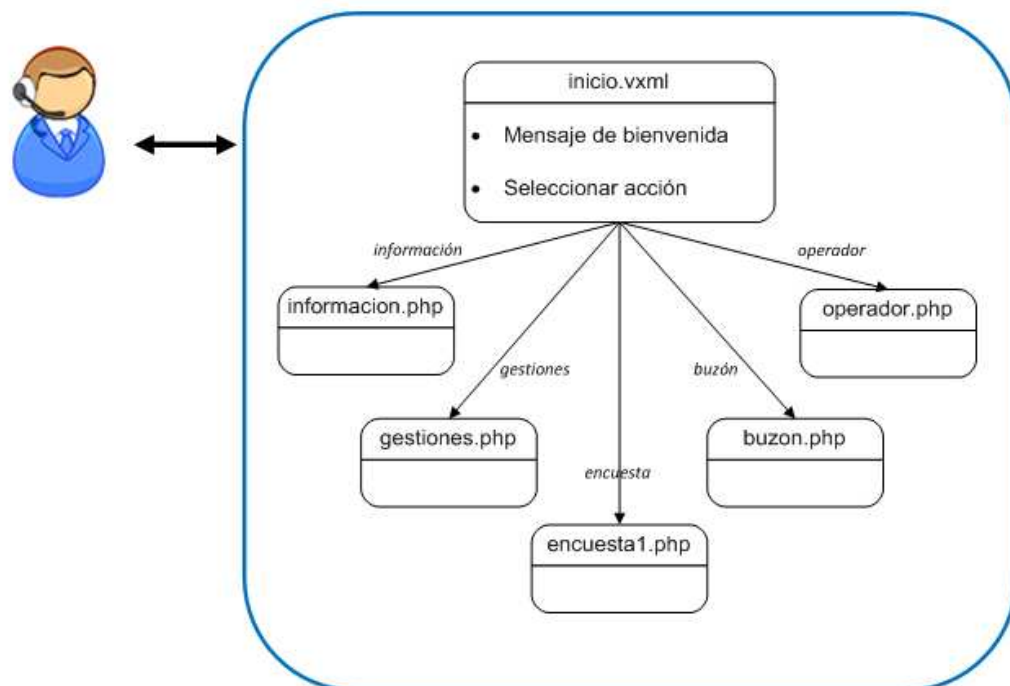 inicio.vxml
• Mensaje de bienvenida
• Seleccionar acción
información
operador
informacion.php
operador.php
gestiones
buzón
gestiones.php
buzon.php
encuesta
encuesta1.php